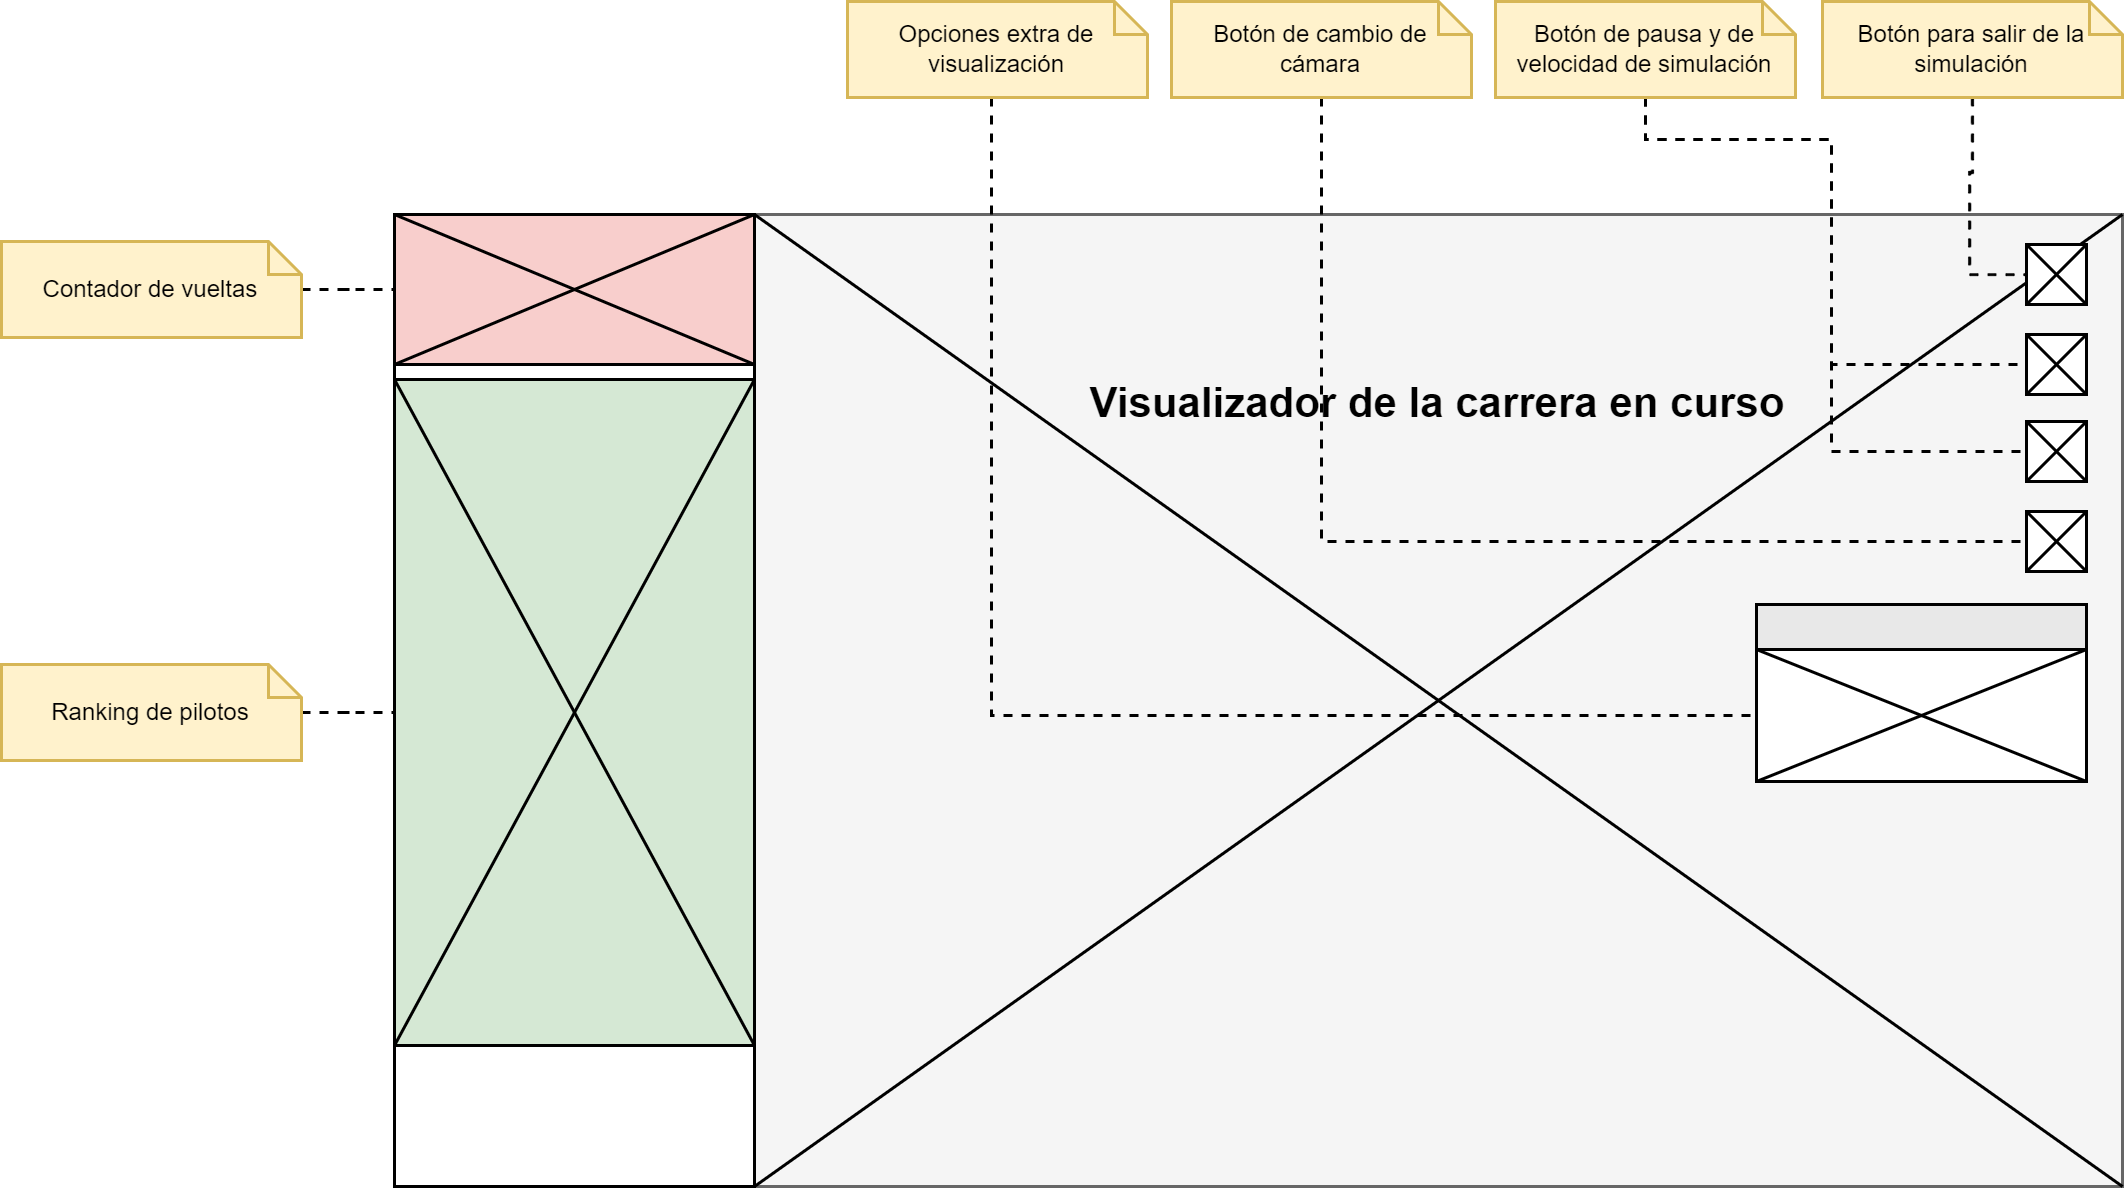 Opciones extra de
visualización
Botón de cambio de
cámara
Botón de pausa y de
velocidad de simulación
Botón para salir de la
simulación
Contador de vueltas
Visualizador de la carrera en curso
Ranking de pilotos